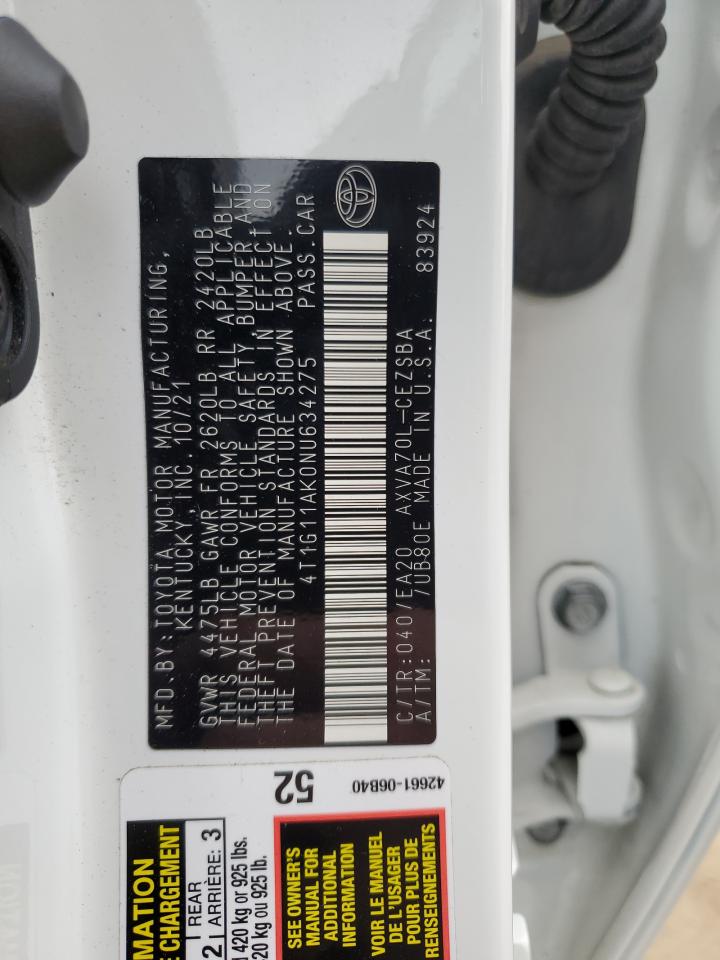 MFD.BY:TOYOTA MOTOR MANUFACTURING,
KENTUCKY, INC. 10/21
GVWR 4475LB GAWR FR 2620LB RR 2420LB
THIS VEHICLE CONFORMS TO ALL APPLICABLE
FEDERAL MOTOR VEHICLE SAFETY, BUMPER AND
THEFT PREVENTION STANDARDS IN EFFECT ON
THE DATE OF MANUFACTURE SHOWN ABOVE.
4T1G11AK0NU634275 PASS.CAR
C/TR:040/EA20 AXVA70L-CEZSBA
A/TM: /UB80E MADE IN U.S.A. 83924
52
42661-06B40
MATION
E CHARGEMENT
2 REAR
ARRIÈRE: 3
d 420 kg or 925 lbs.
20 kg ou 925 lb.
SEE OWNER'S
MANUAL FOR
ADDITIONAL
INFORMATION
VOIR LE MANUEL
DE L'USAGER
POUR PLUS DE
RENSEIGNEMENTS